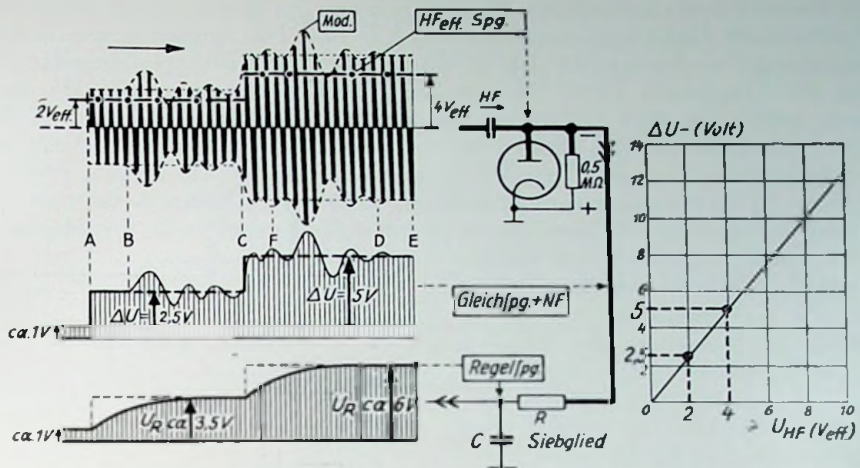 Mod.
HFeff. Spg.
2Veff.
4Veff
HF
0,5
MΩ
−
+
A B C F D E
ΔU= 2,5V
ΔU= 5V
ca.1V
Gleichspg.+NF
Regelspg.
UR ca 3,5V
UR ca 6V
ca.1V
R
C
Siebglied
ΔU-(Volt)
14
12
10
8
6
5
4
2,5
2
0 2 4 6 8 10
UHF (Veff)